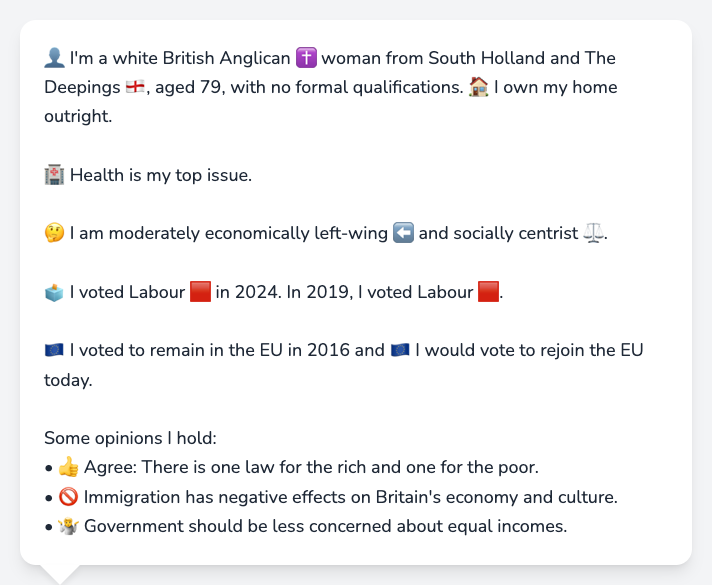 👤 I'm a white British Anglican ✝️ woman from South Holland and The
Deepings 🏴󠁧󠁢󠁥󠁮󠁧󠁿, aged 79, with no formal qualifications. 🏠 I own my home
outright.
🏥 Health is my top issue.
🤔 I am moderately economically left-wing ⬅️ and socially centrist ⚖️.
🗳️ I voted Labour 🟥 in 2024. In 2019, I voted Labour 🟥.
🇪🇺 I voted to remain in the EU in 2016 and 🇪🇺 I would vote to rejoin the EU
today.
Some opinions I hold:
• 👍 Agree: There is one law for the rich and one for the poor.
• 🚫 Immigration has negative effects on Britain's economy and culture.
• 🤷 Government should be less concerned about equal incomes.